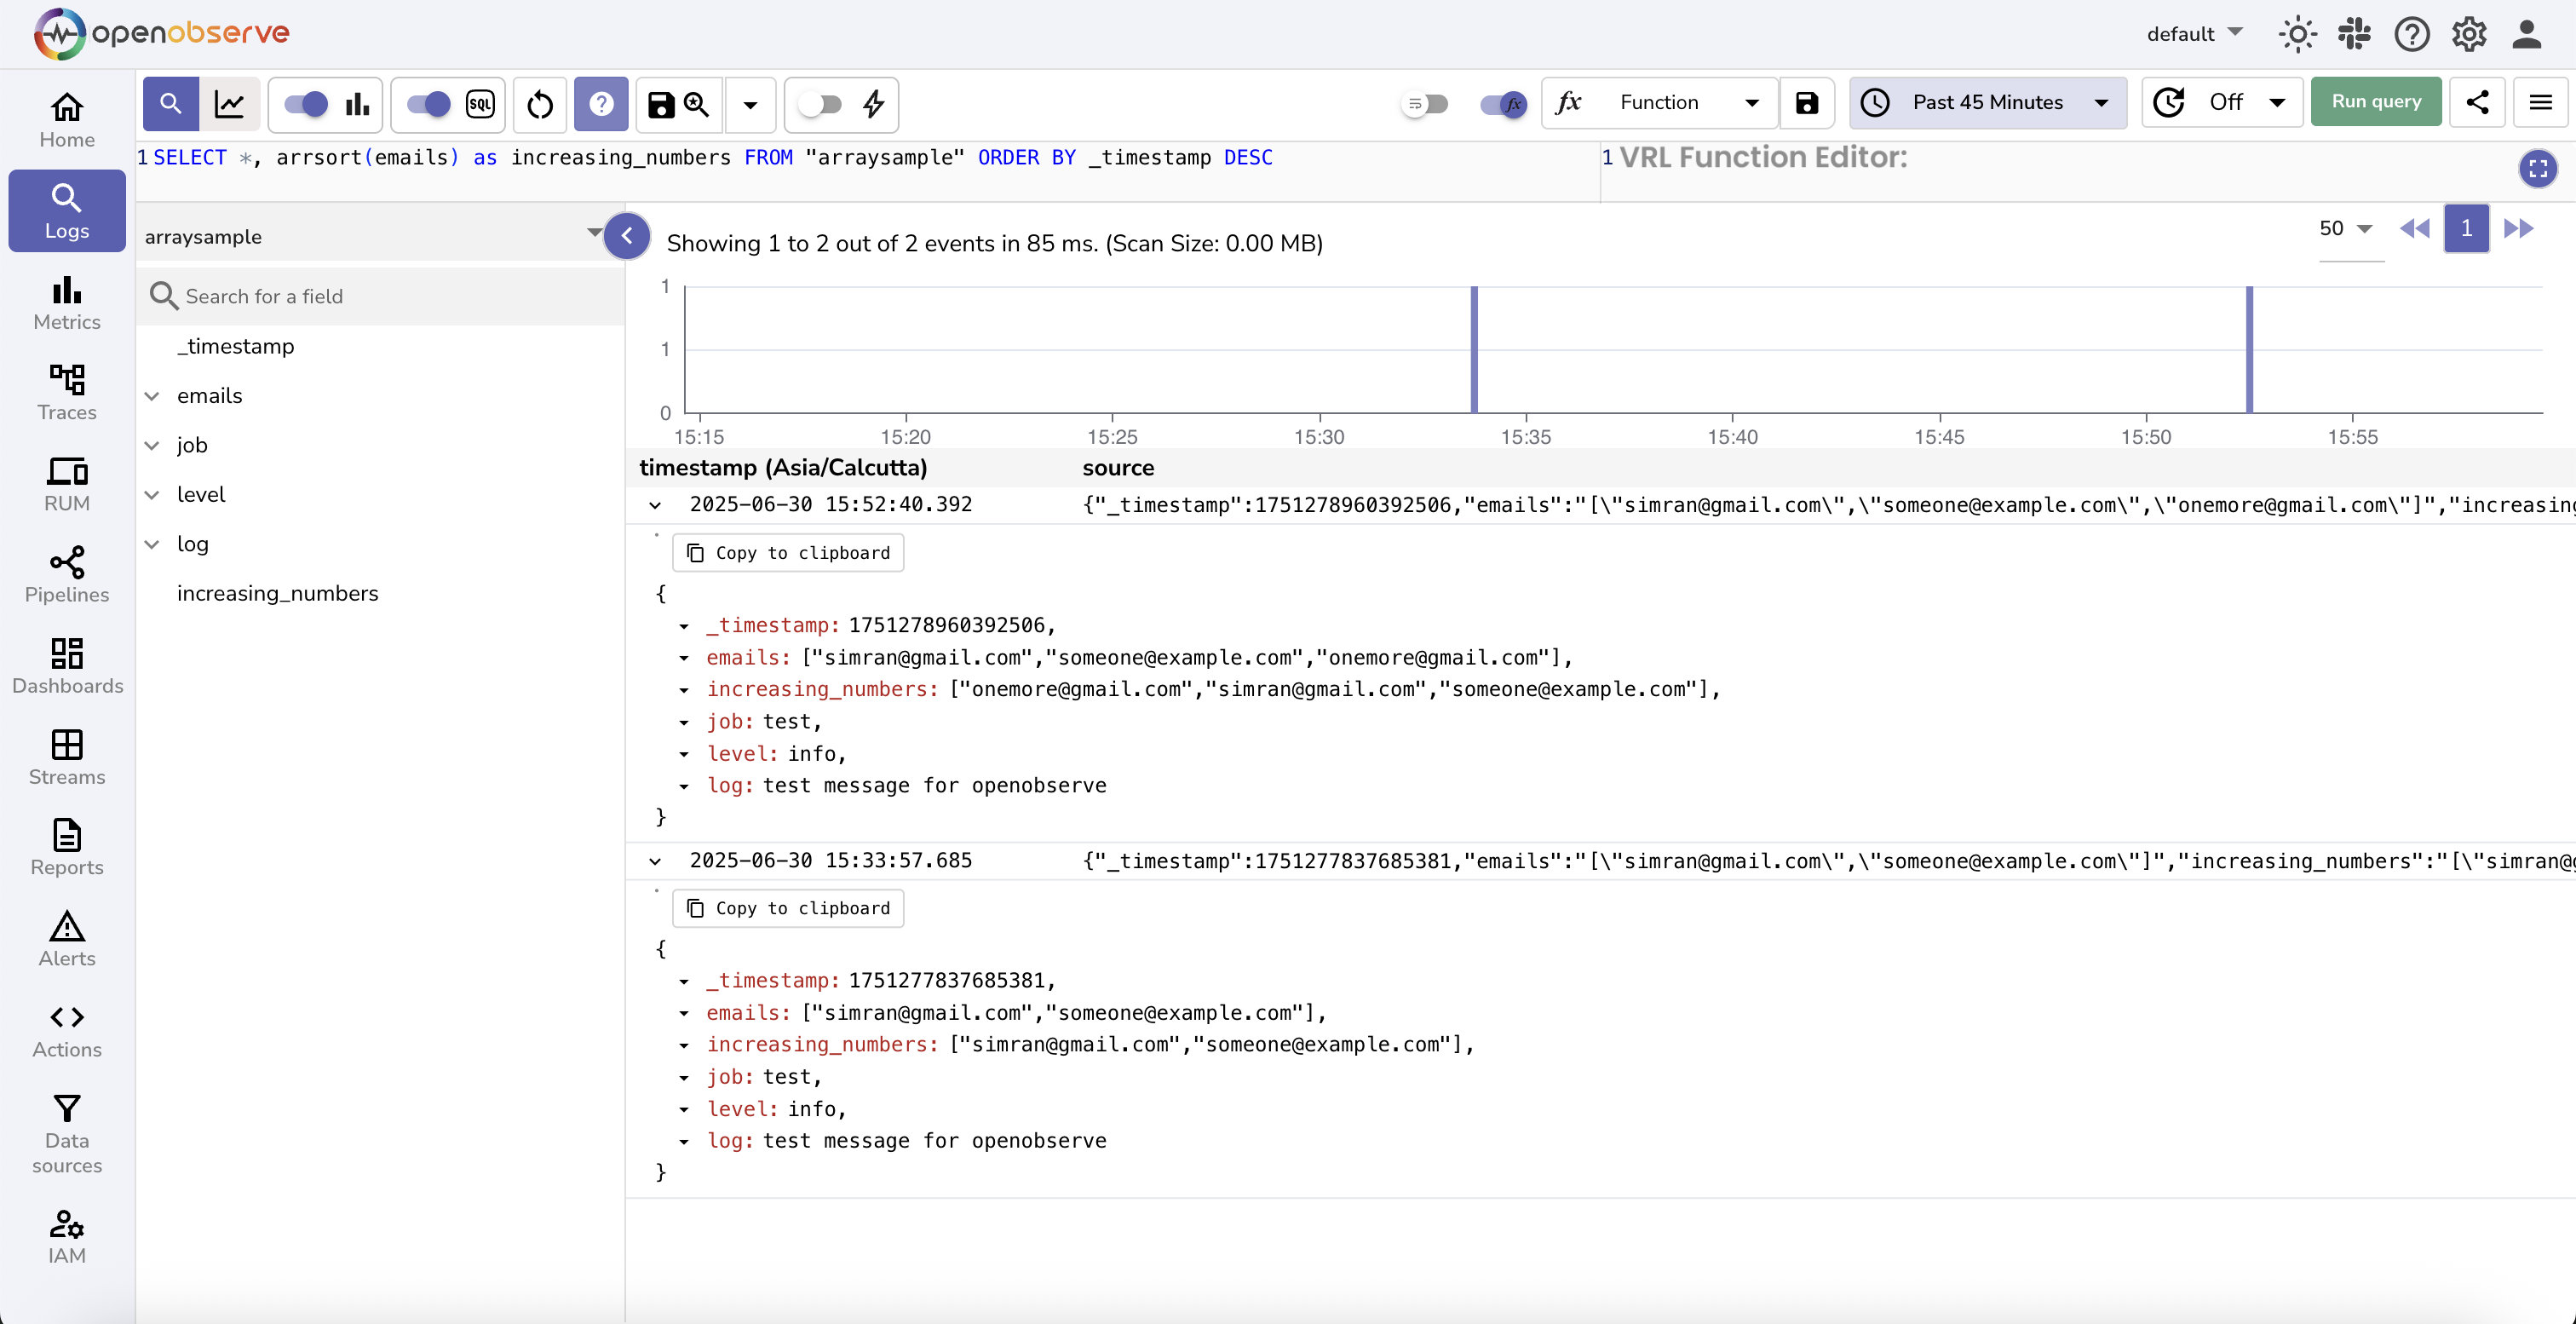 openobserve
default
Home
Logs
Metrics
Traces
RUM
Pipelines
Dashboards
Streams
Reports
Alerts
Actions
Data
sources
IAM
SQL
fx
fx Function
Past 45 Minutes
Off
Run query
1 SELECT *, arrsort(emails) as increasing_numbers FROM "arraysample" ORDER BY _timestamp DESC
1 VRL Function Editor:
arraysample
Search for a field
_timestamp
emails
job
level
log
increasing_numbers
Showing 1 to 2 out of 2 events in 85 ms. (Scan Size: 0.00 MB)
50
1
1
1
0
15:15 15:20 15:25 15:30 15:35 15:40 15:45 15:50 15:55
timestamp (Asia/Calcutta) source
2025-06-30 15:52:40.392 {"_timestamp":1751278960392506,"emails":"[\"simran@gmail.com\",\"someone@example.com\",\"onemore@gmail.com\"]","increasing
Copy to clipboard
{
_timestamp: 1751278960392506,
emails: ["simran@gmail.com","someone@example.com","onemore@gmail.com"],
increasing_numbers: ["onemore@gmail.com","simran@gmail.com","someone@example.com"],
job: test,
level: info,
log: test message for openobserve
}
2025-06-30 15:33:57.685 {"_timestamp":1751277837685381,"emails":"[\"simran@gmail.com\",\"someone@example.com\"]","increasing_numbers":"[\"simran@g
Copy to clipboard
{
_timestamp: 1751277837685381,
emails: ["simran@gmail.com","someone@example.com"],
increasing_numbers: ["simran@gmail.com","someone@example.com"],
job: test,
level: info,
log: test message for openobserve
}